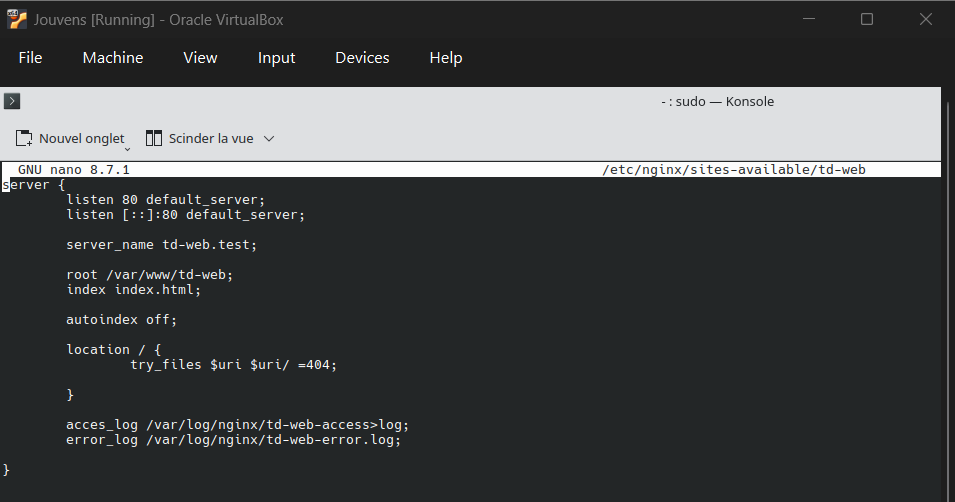 Jouvens [Running] - Oracle VirtualBox
File Machine View Input Devices Help
- : sudo — Konsole
Nouvel onglet Scinder la vue
GNU nano 8.7.1 /etc/nginx/sites-available/td-web
server {
listen 80 default_server;
listen [::]:80 default_server;
server_name td-web.test;
root /var/www/td-web;
index index.html;
autoindex off;
location / {
try_files $uri $uri/ =404;
}
acces_log /var/log/nginx/td-web-access>log;
error_log /var/log/nginx/td-web-error.log;
}